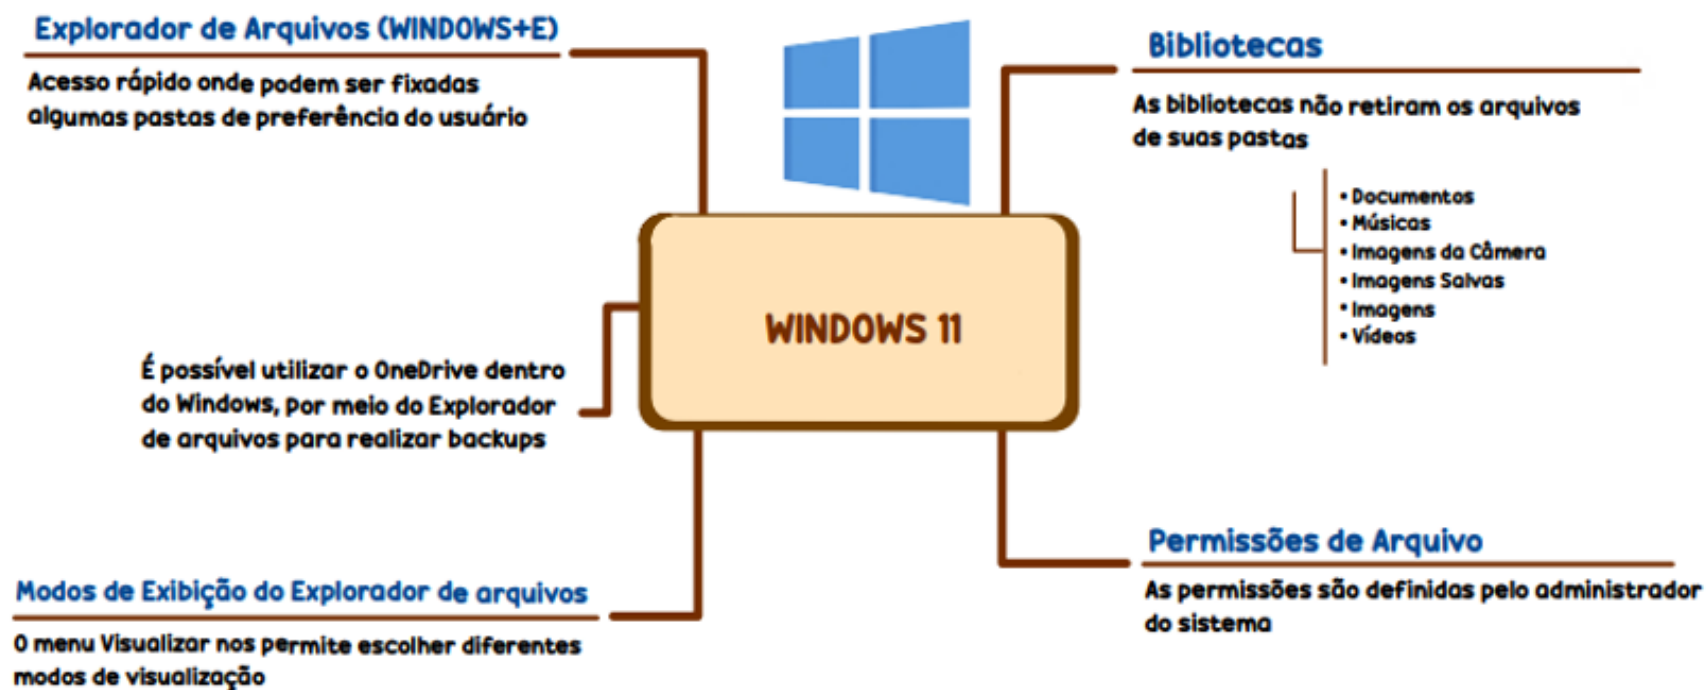 Explorador de Arquivos (WINDOWS+E)
Acesso rápido onde podem ser fixadas
algumas pastas de preferência do usuário
Bibliotecas
As bibliotecas não retiram os arquivos
de suas pastas
• Documentos
• Músicas
• Imagens da Câmera
• Imagens Salvas
• Imagens
• Vídeos
WINDOWS 11
É possível utilizar o OneDrive dentro
do Windows, por meio do Explorador
de arquivos para realizar backups
Modos de Exibição do Explorador de arquivos
O menu Visualizar nos permite escolher diferentes
modos de visualização
Permissões de Arquivo
As permissões são definidas pelo administrador
do sistema